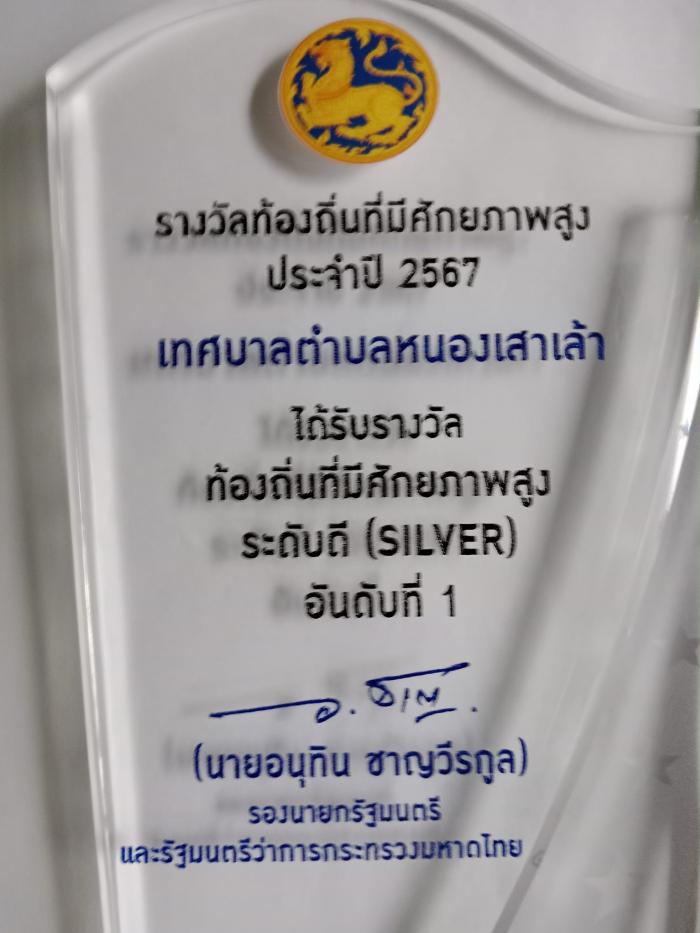 รางวัลท้องถิ่นที่มีศักยภาพสูง
ประจำปี 2567
เทศบาลตำบลหนองเสาเล้า
ได้รับรางวัล
ท้องถิ่นที่มีศักยภาพสูง
ระดับดี (SILVER)
อันดับที่ 1
(นายอนุทิน ชาญวีรกูล)
รองนายกรัฐมนตรี
และรัฐมนตรีว่าการกระทรวงมหาดไทย